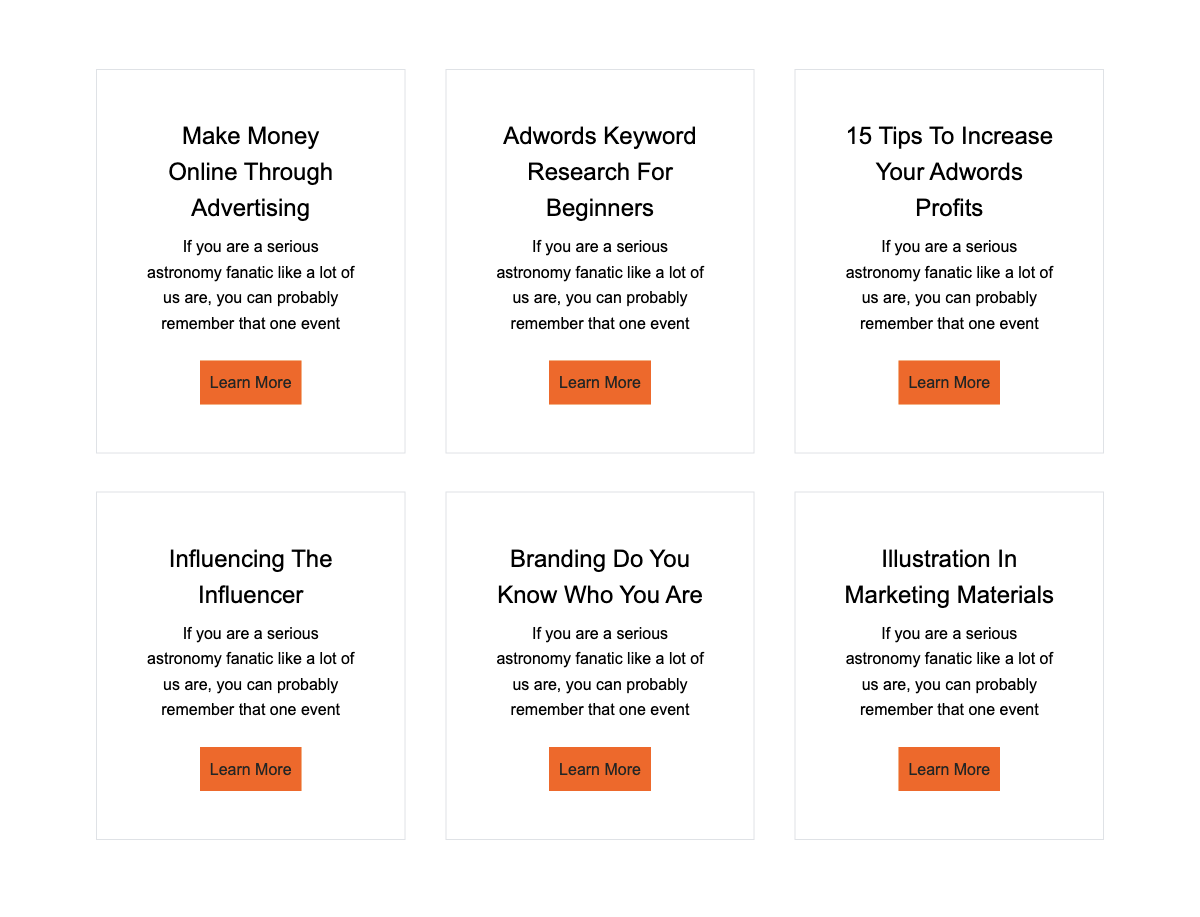 Make Money
Online Through
Advertising
If you are a serious
astronomy fanatic like a lot of
us are, you can probably
remember that one event
Learn More
Adwords Keyword
Research For
Beginners
If you are a serious
astronomy fanatic like a lot of
us are, you can probably
remember that one event
Learn More
15 Tips To Increase
Your Adwords
Profits
If you are a serious
astronomy fanatic like a lot of
us are, you can probably
remember that one event
Learn More
Influencing The
Influencer
If you are a serious
astronomy fanatic like a lot of
us are, you can probably
remember that one event
Learn More
Branding Do You
Know Who You Are
If you are a serious
astronomy fanatic like a lot of
us are, you can probably
remember that one event
Learn More
Illustration In
Marketing Materials
If you are a serious
astronomy fanatic like a lot of
us are, you can probably
remember that one event
Learn More